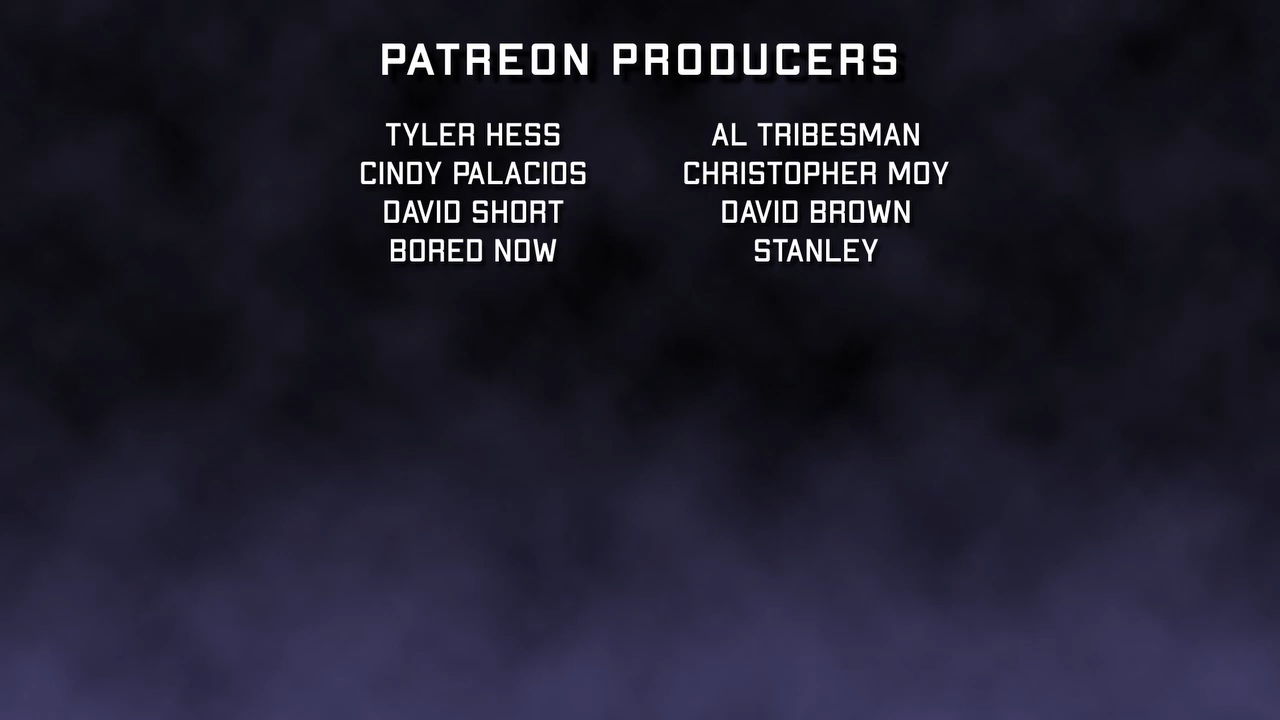 PATREON PRODUCERS
TYLER HESS
CINDY PALACIOS
DAVID SHORT
BORED NOW
AL TRIBESMAN
CHRISTOPHER MOY
DAVID BROWN
STANLEY